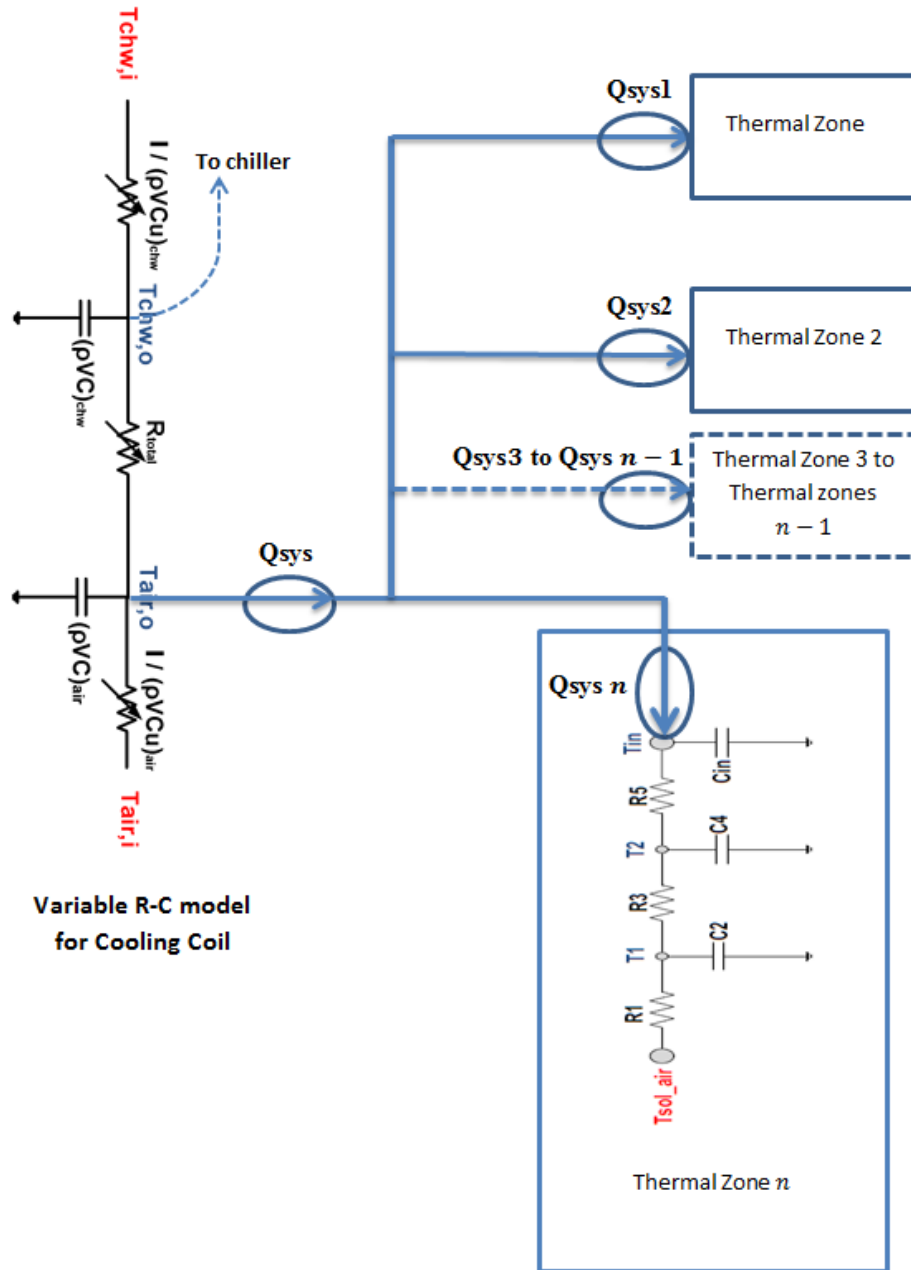 Tchw,i
I / (ρVCu)chw
To chiller
Tchw,o
(ρVC)chw
Rtotal
Tair,o
(ρVC)air
I / (ρVCu)air
Tair,i
Variable R-C model
for Cooling Coil
Qsys
Qsys1
Thermal Zone
Qsys2
Thermal Zone 2
Qsys3 to Qsys n − 1
Thermal Zone 3 to
Thermal zones
n − 1
Qsys n
Tin
Cin
R5
T2
C4
R3
T1
C2
R1
Tsol_air
Thermal Zone n